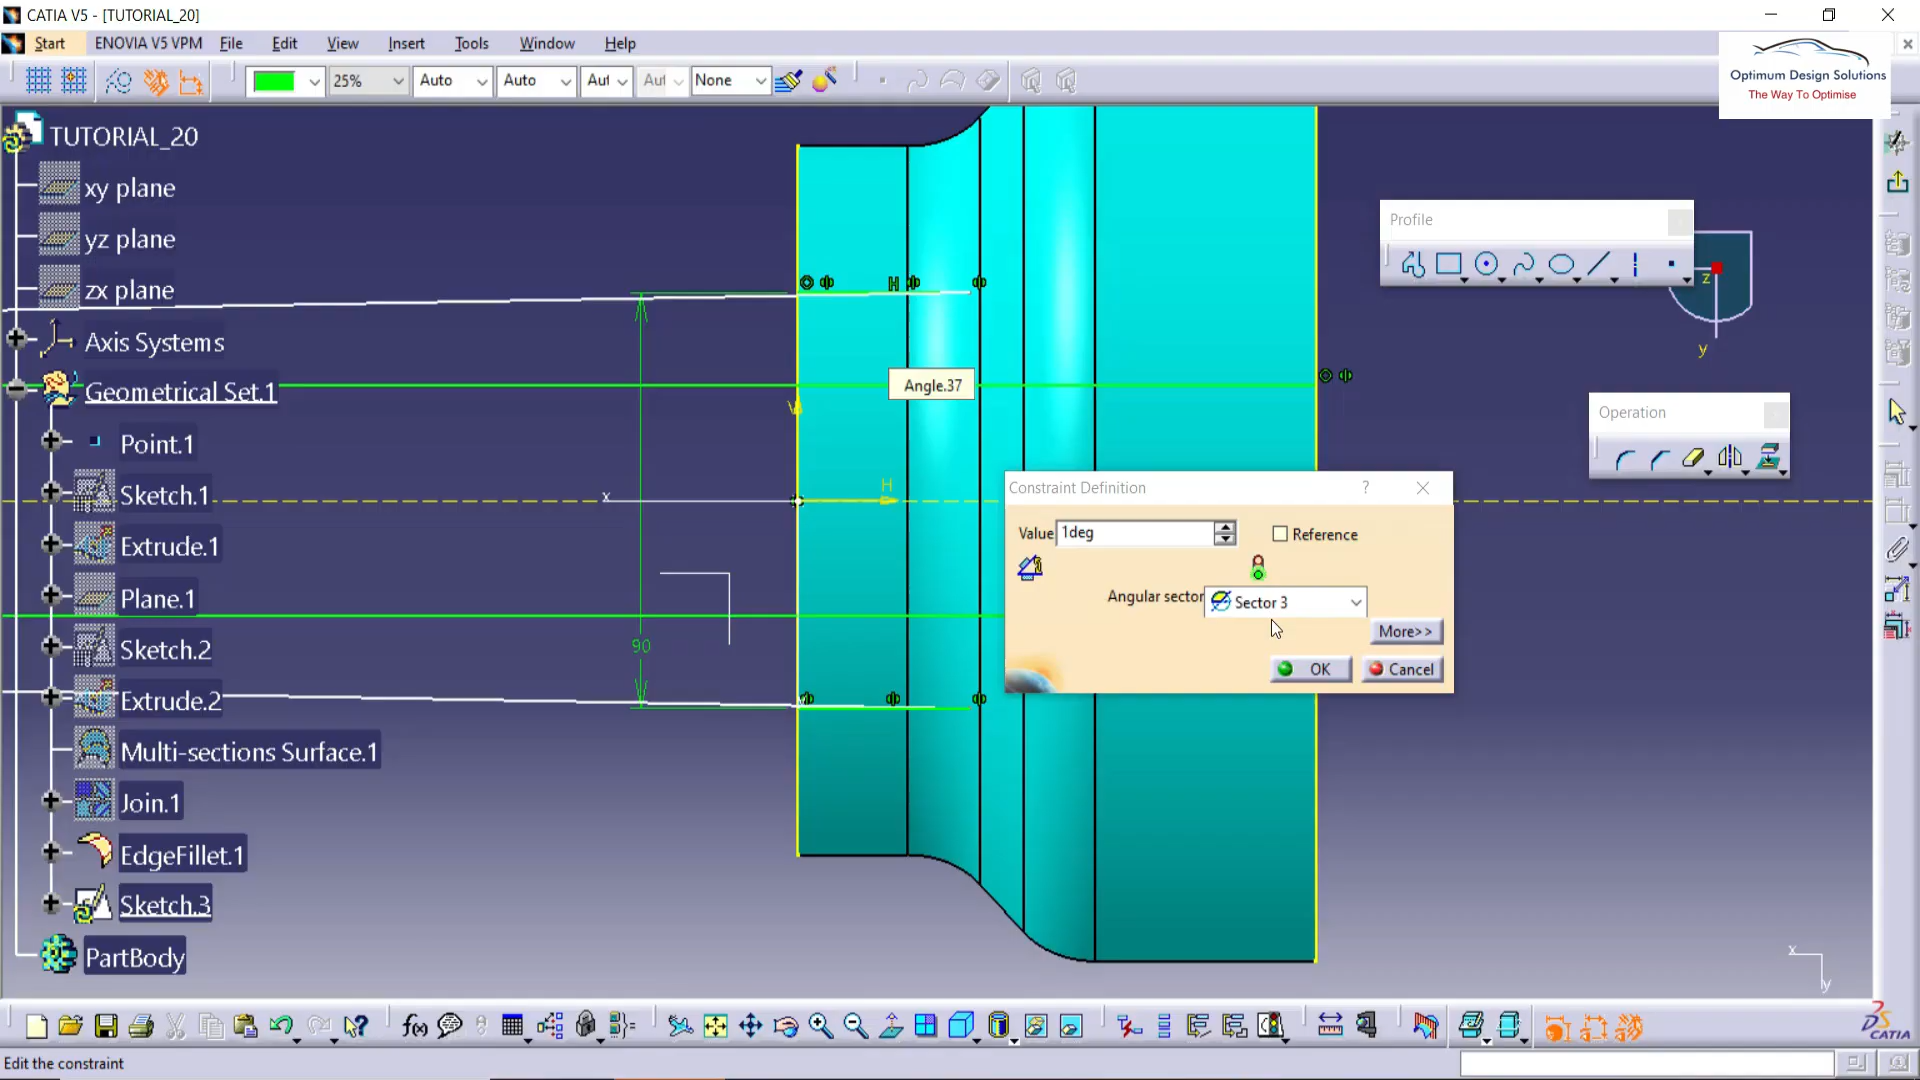 CATIA V5 - [TUTORIAL_20]
Start ENOVIA V5 VPM File Edit View Insert Tools Window Help
Optimum Design Solutions
The Way To Optimise
25% Auto Auto Aut Aut None
TUTORIAL_20
xy plane
yz plane
zx plane
Axis Systems
Geometrical Set.1
Point.1
Sketch.1
Extrude.1
Plane.1
Sketch.2
Extrude.2
Multi-sections Surface.1
Join.1
EdgeFillet.1
Sketch.3
PartBody
H
V
Angle.37
H
x
90
Profile
z
y
Operation
Constraint Definition ?
Value 1deg Reference
Angular sector Sector 3
More>>
OK Cancel
x
y
f(x)
CATIA
Edit the constraint